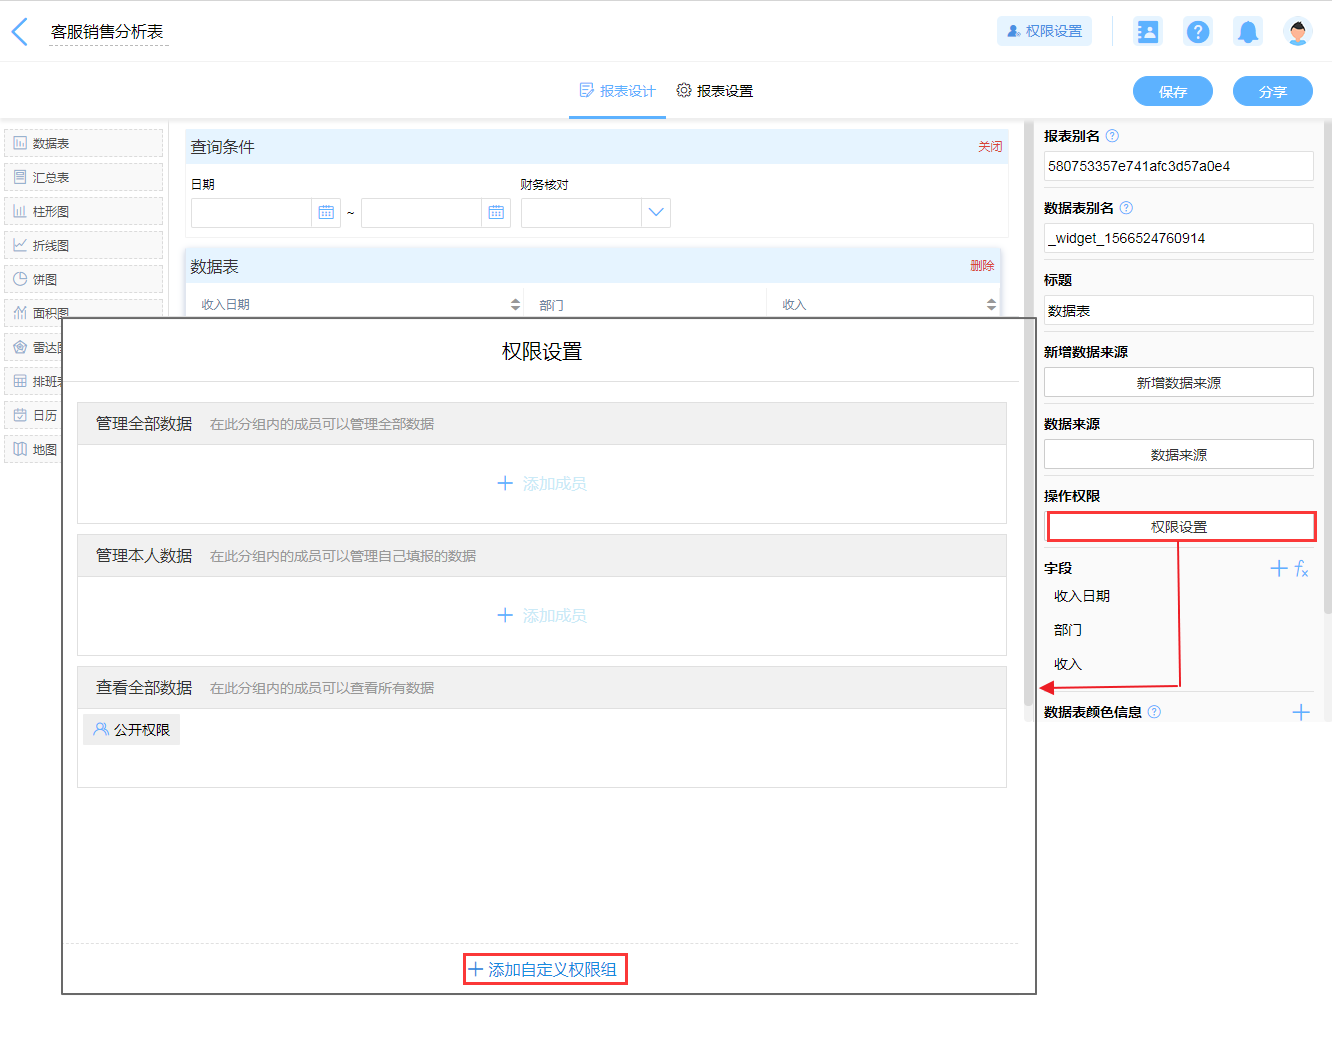 客服销售分析表
权限设置
报表设计
报表设置
保存
分享
数据表
汇总表
柱形图
折线图
饼图
面积图
雷达
排班
日历
地图
查询条件
关闭
日期
财务核对
~
数据表
删除
收入日期
部门
收入
权限设置
管理全部数据 在此分组内的成员可以管理全部数据
添加成员
管理本人数据 在此分组内的成员可以管理自己填报的数据
添加成员
查看全部数据 在此分组内的成员可以查看所有数据
公开权限
添加自定义权限组
报表别名
580753357e741afc3d57a0e4
数据表别名
_widget_1566524760914
标题
数据表
新增数据来源
新增数据来源
数据来源
数据来源
操作权限
权限设置
字段
fx
收入日期
部门
收入
数据表颜色信息